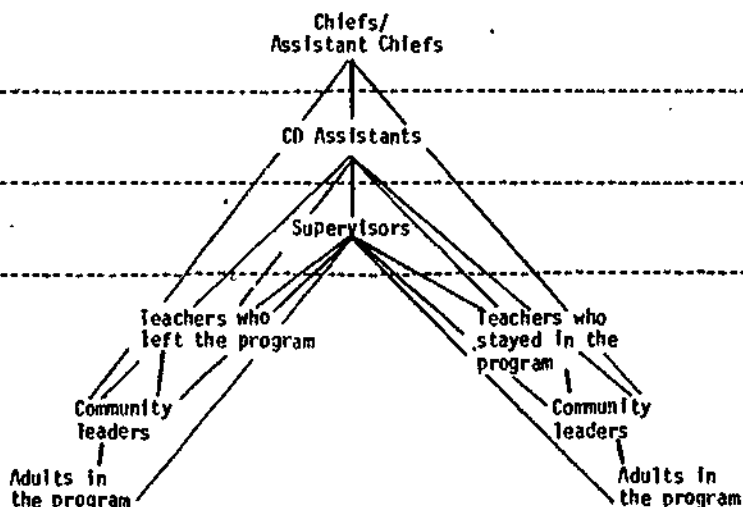 Chiefs/
Assistant Chiefs
CD Assistants
Supervisors
Teachers who
left the program
Teachers who
stayed in the
program
Community
leaders
Community
leaders
Adults in
the program
Adults in
the program